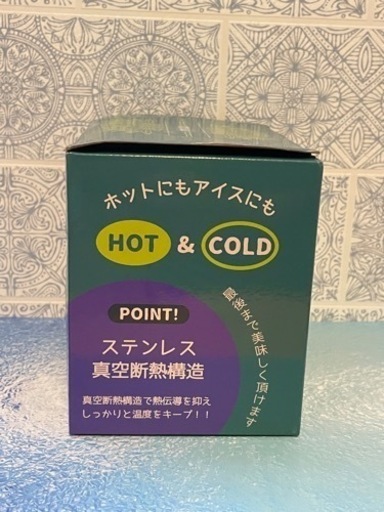 ホットにもアイスにも
HOT & COLD
POINT!
ステンレス
真空断熱構造
真空断熱構造で熱伝導を抑え
しっかりと温度をキープ！！
最後まで美味しく頂けます